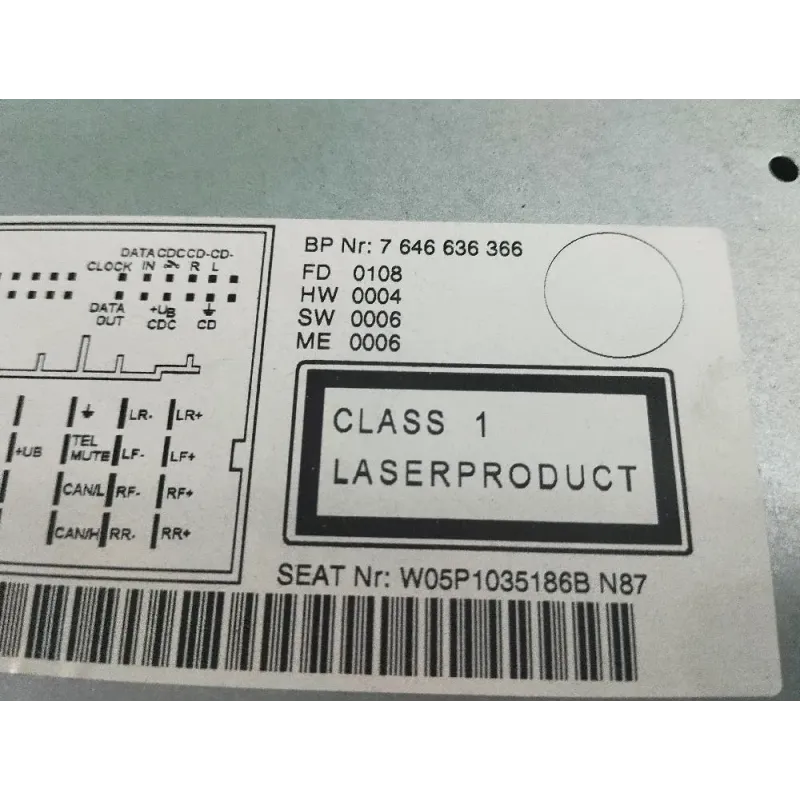 DATA CDC CD- CD-
CLOCK IN R L
DATA +UB
OUT CDC CD
LR- LR+
+UB TEL MUTE LF- LF+
CAN/L RF- RF+
CAN/H RR- RR+
BP Nr: 7 646 636 366
FD 0108
HW 0004
SW 0006
ME 0006
CLASS 1
LASERPRODUCT
SEAT Nr: W05P1035186B N87